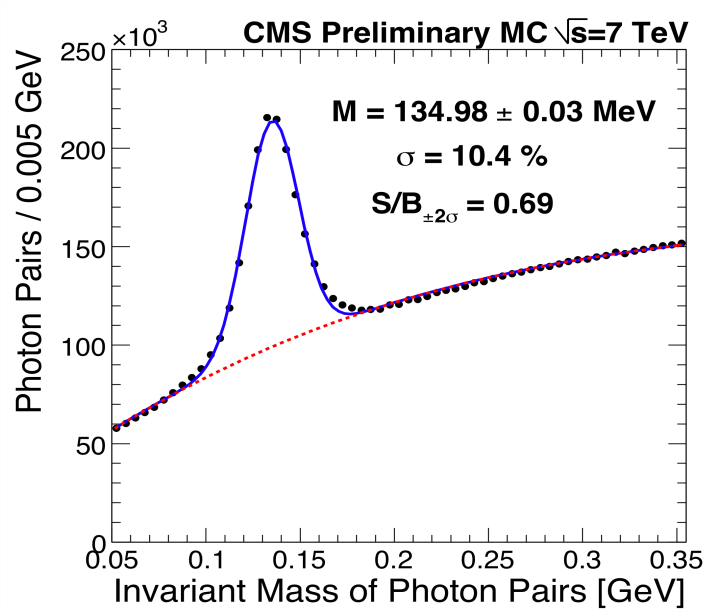 CMS Preliminary MC √s=7 TeV
×10³
M = 134.98 ± 0.03 MeV
σ = 10.4 %
S/B±2σ = 0.69
Photon Pairs / 0.005 GeV
250
200
150
100
50
0
0.05 0.1 0.15 0.2 0.25 0.3 0.35
Invariant Mass of Photon Pairs [GeV]